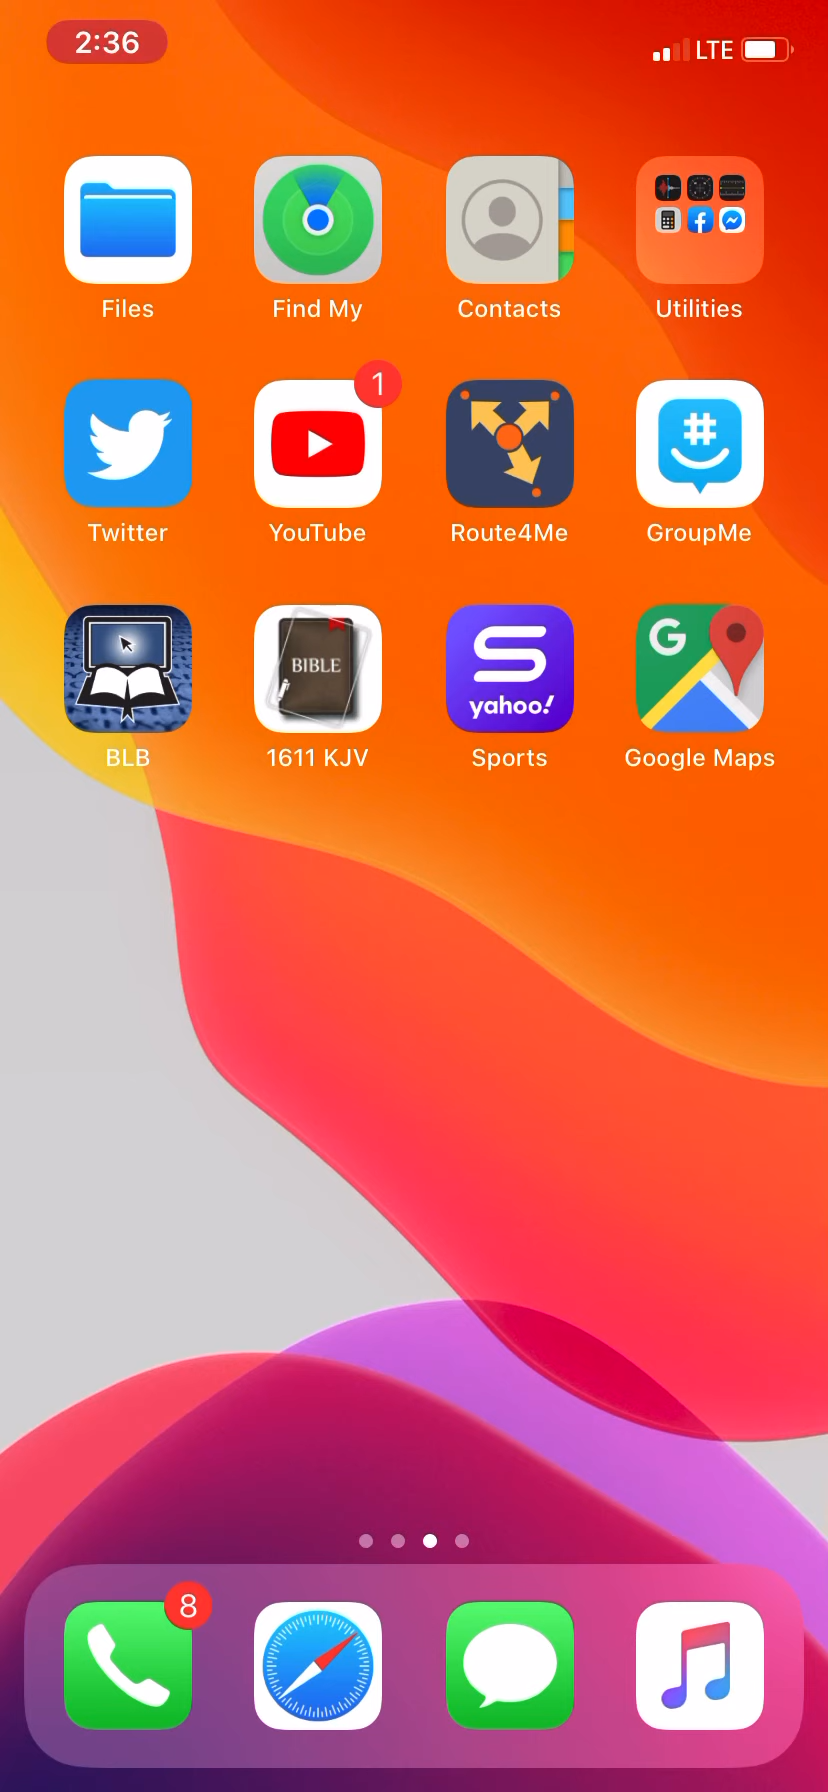 2:36
LTE
Files
Find My
Contacts
Utilities
1
Twitter
YouTube
Route4Me
GroupMe
BIBLE
yahoo!
G
BLB
1611 KJV
Sports
Google Maps
8